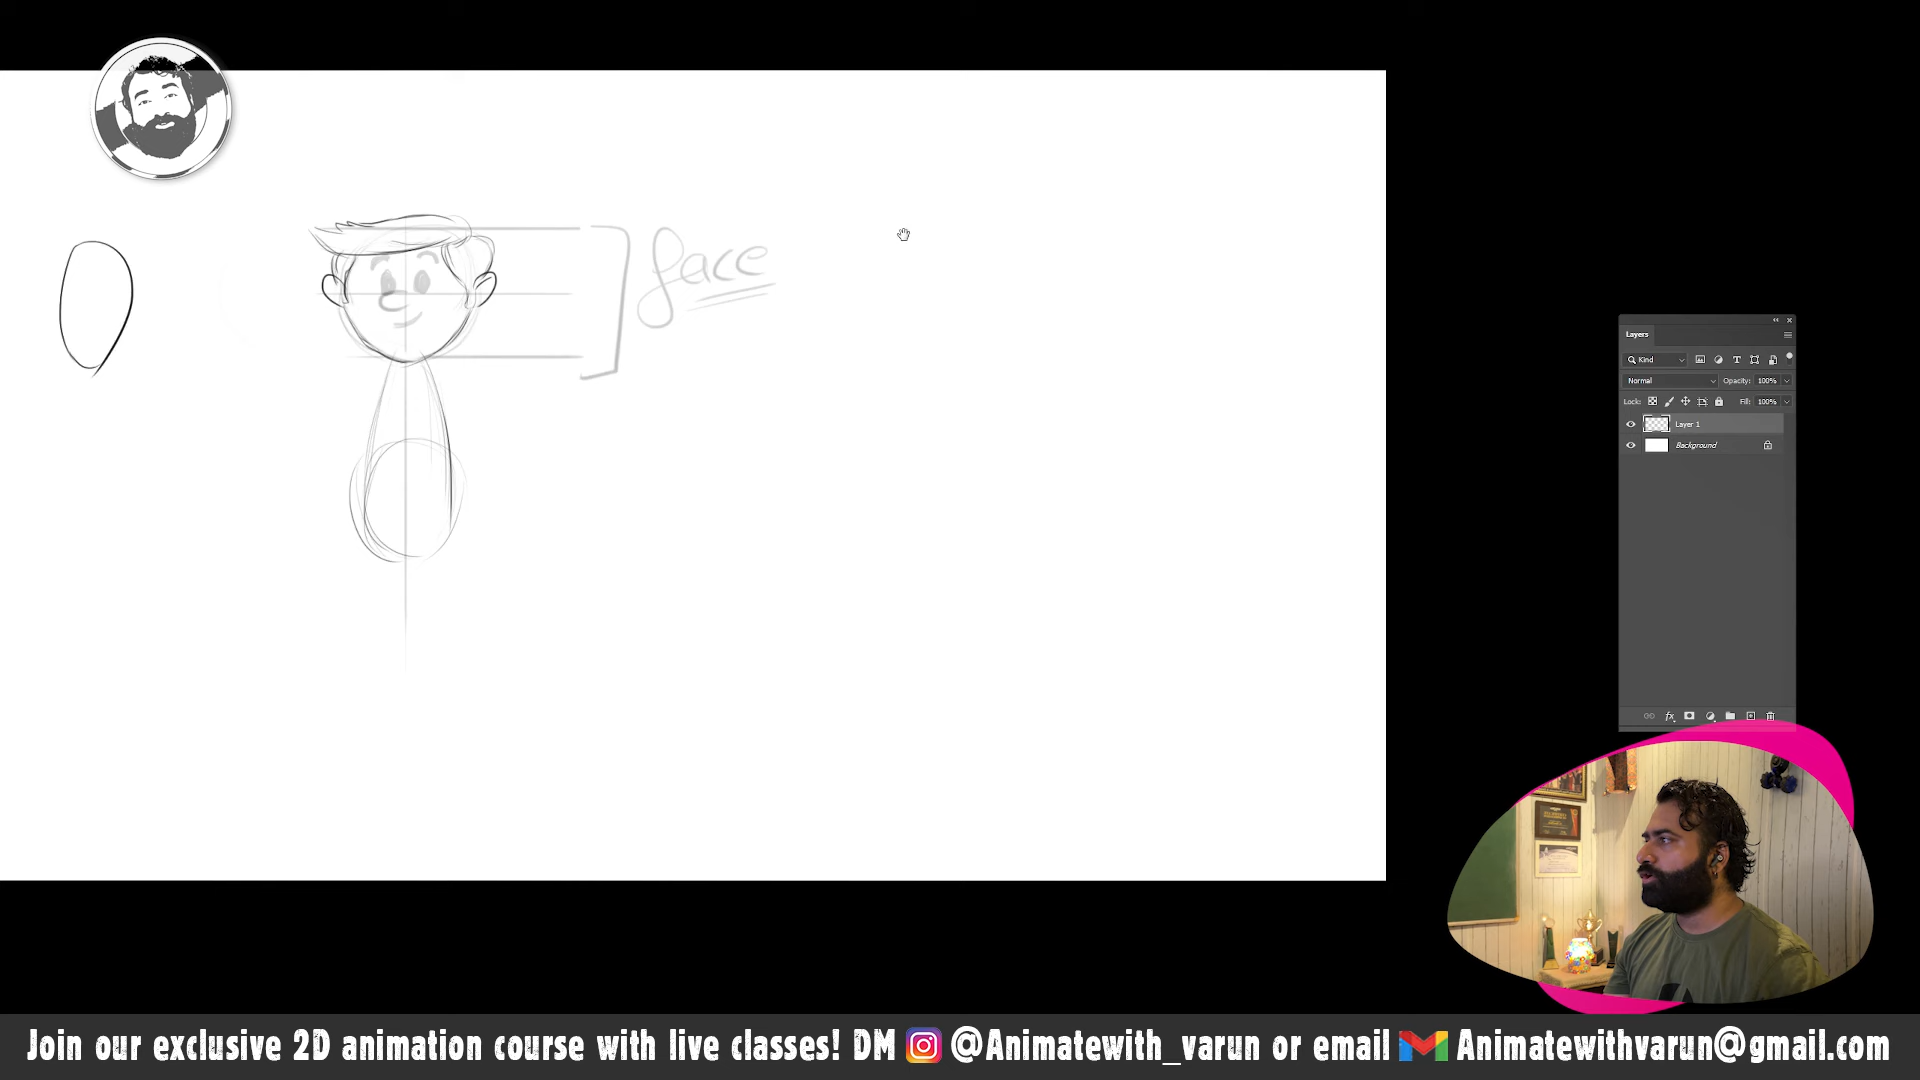 face
Layers
Kind
Normal
Opacity: 100%
Lock:
Fill: 100%
Layer 1
Background
fx
Join our exclusive 2D animation course with live classes! DM @Animatewith_varun or email Animatewithvarun@gmail.com